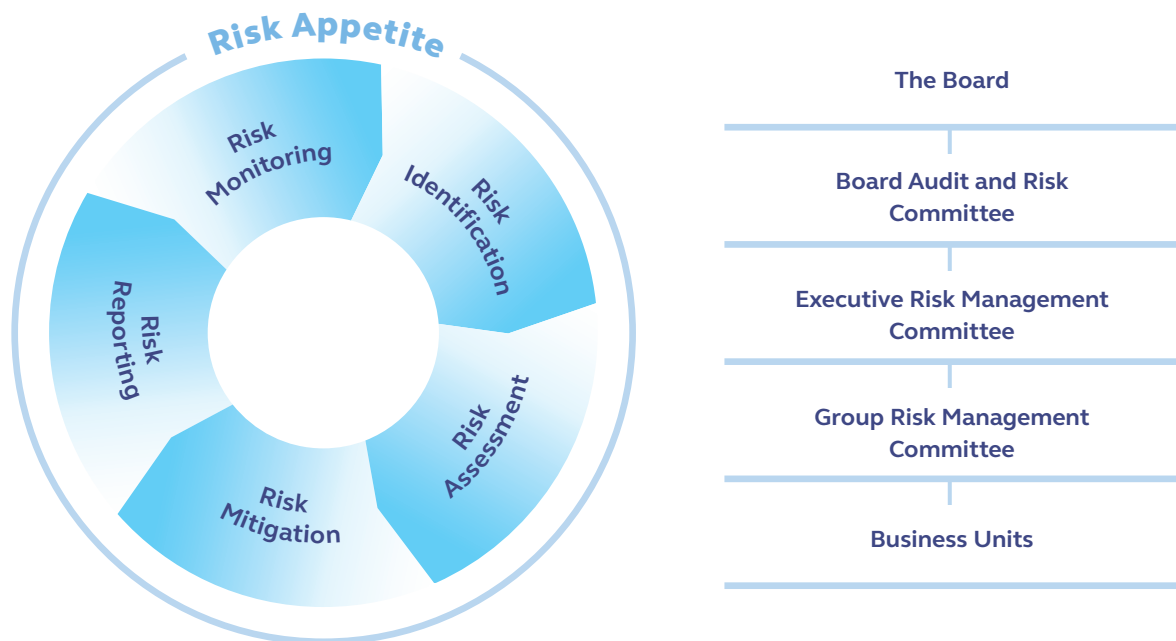 Risk Appetite
Risk
Monitoring
Risk
Identification
Risk
Assessment
Risk
Mitigation
Risk
Reporting
The Board
Board Audit and Risk
Committee
Executive Risk Management
Committee
Group Risk Management
Committee
Business Units